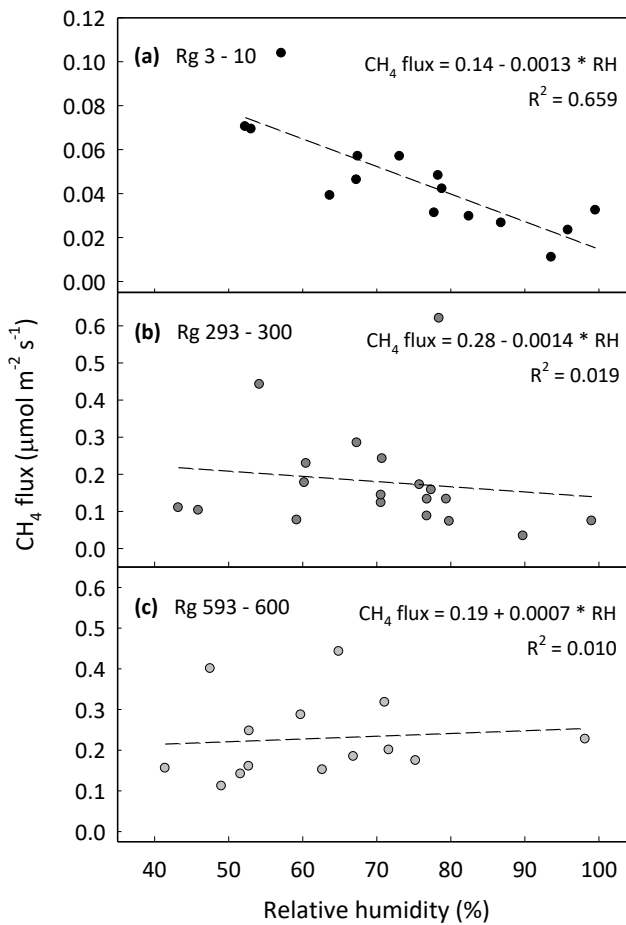 0.12
0.10
0.08
0.06
0.04
0.02
0.00
(a) Rg 3 - 10
CH₄ flux = 0.14 - 0.0013 * RH
R² = 0.659
0.6
0.5
0.4
0.3
0.2
0.1
0.0
(b) Rg 293 - 300
CH₄ flux = 0.28 - 0.0014 * RH
R² = 0.019
CH₄ flux (µmol m⁻² s⁻¹)
0.6
0.5
0.4
0.3
0.2
0.1
0.0
(c) Rg 593 - 600
CH₄ flux = 0.19 + 0.0007 * RH
R² = 0.010
40 50 60 70 80 90 100
Relative humidity (%)